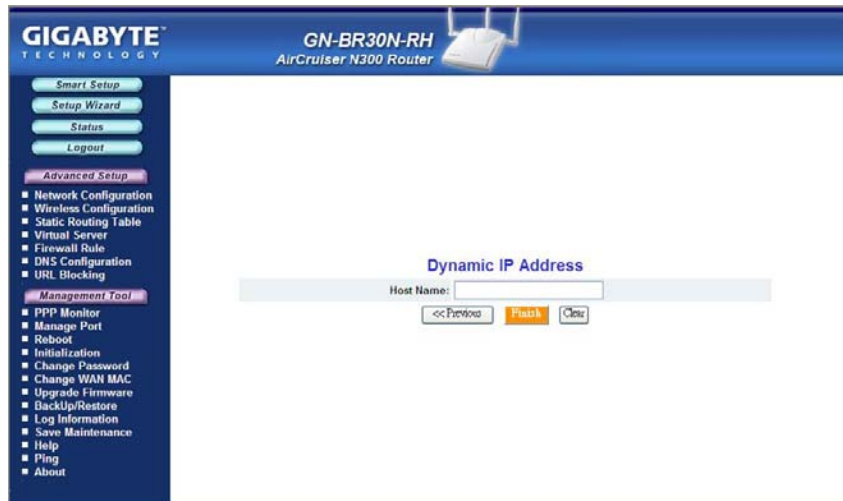 GIGABYTE
TECHNOLOGY
GN-BR30N-RH
AirCruiser N300 Router
Smart Setup
Setup Wizard
Status
Logout
Advanced Setup
Network Configuration
Wireless Configuration
Static Routing Table
Virtual Server
Firewall Rule
DNS Configuration
URL Blocking
Management Tool
PPP Monitor
Manage Port
Reboot
Initialization
Change Password
Change WAN MAC
Upgrade Firmware
BackUp/Restore
Log Information
Save Maintenance
Help
Ping
About
Dynamic IP Address
Host Name:
<< Previous Finish Clear